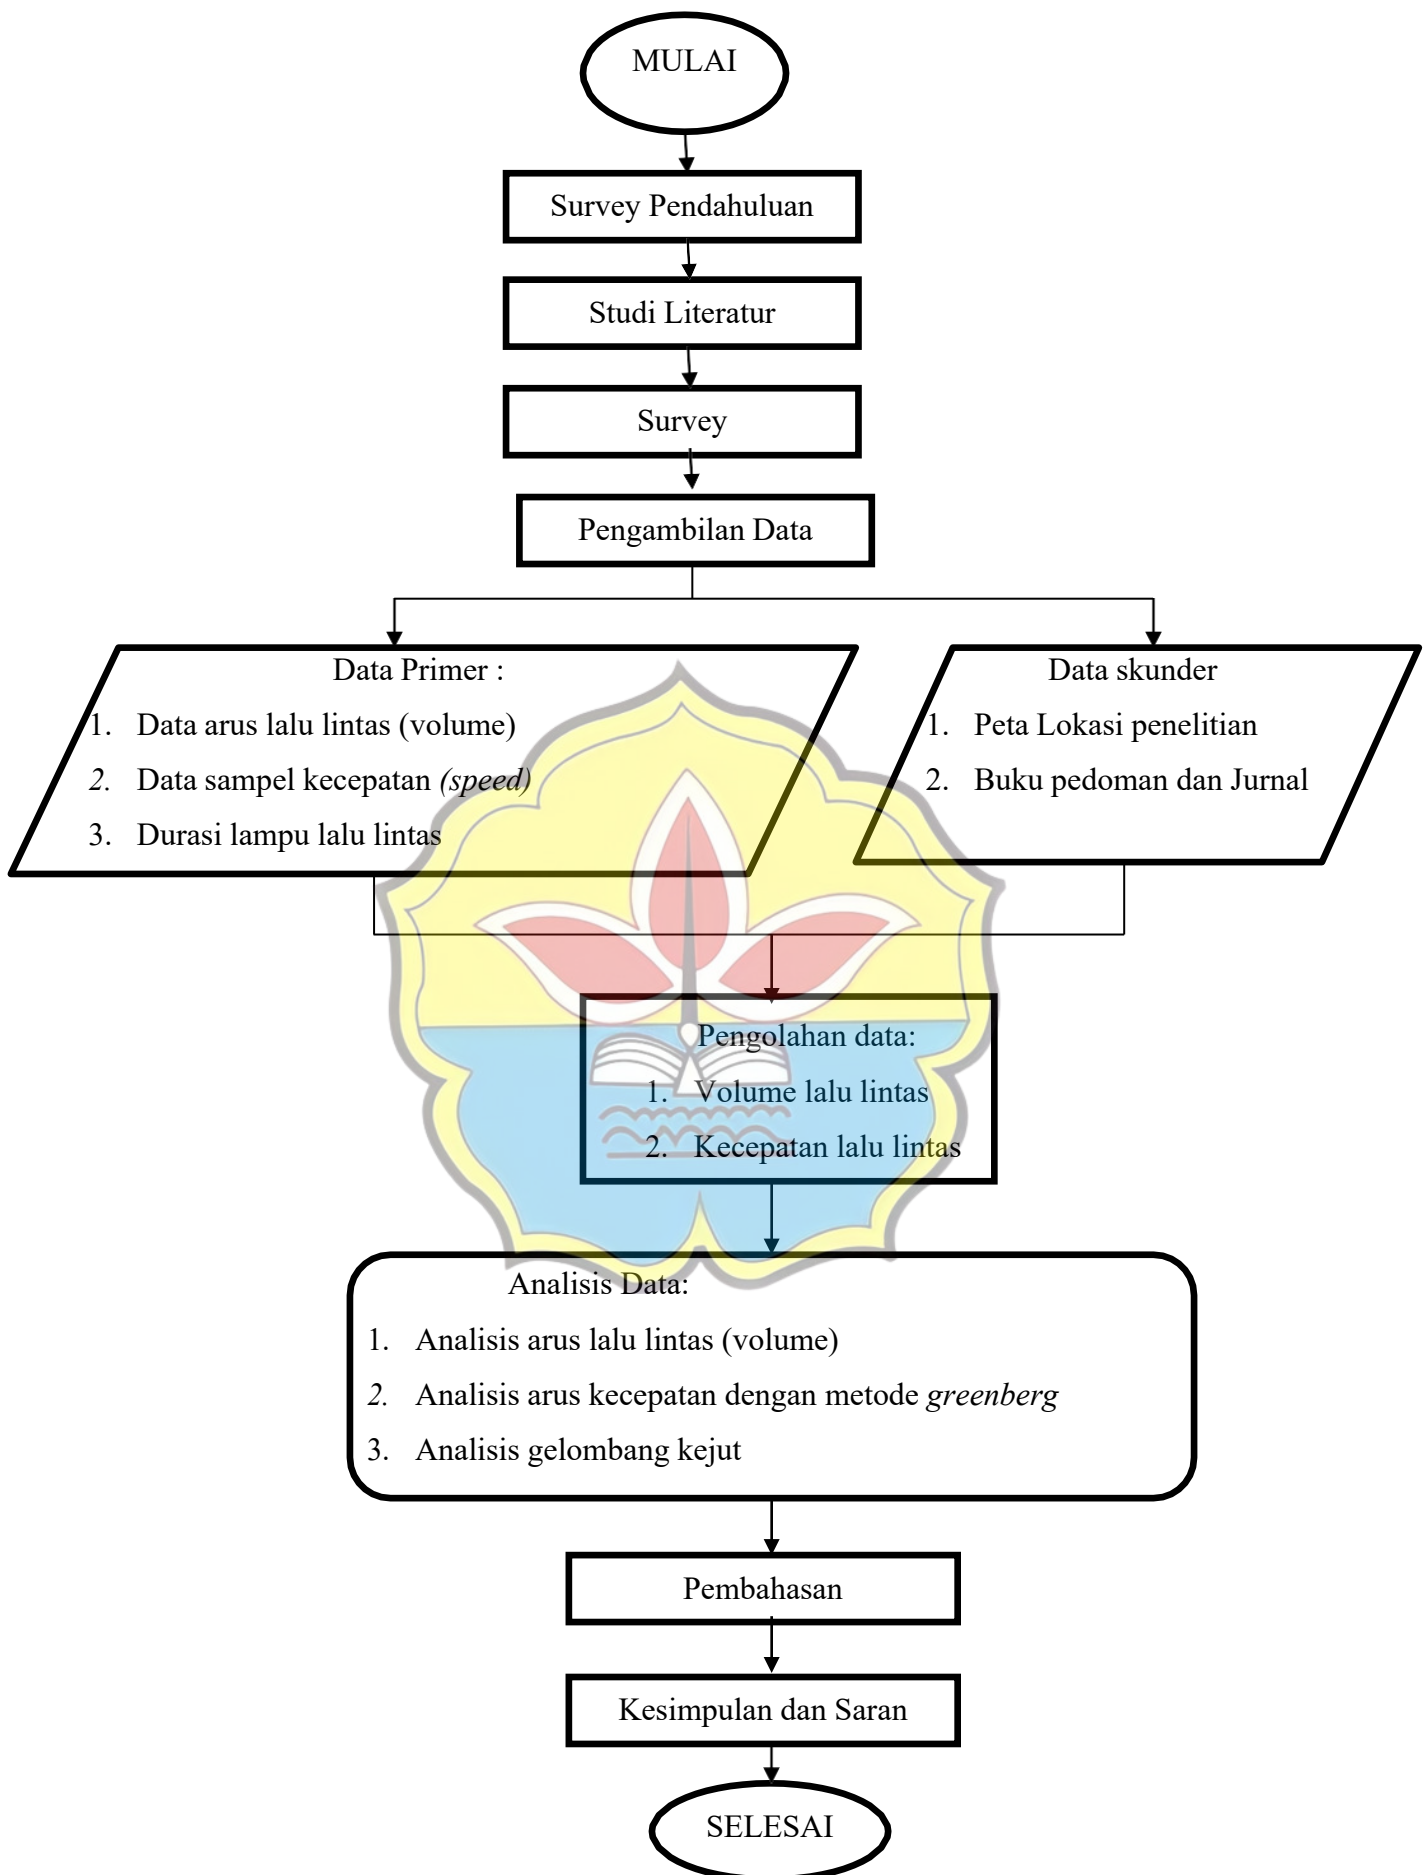 MULAI
Survey Pendahuluan
Studi Literatur
Survey
Pengambilan Data
Data Primer :
1. Data arus lalu lintas (volume)
2. Data sampel kecepatan (speed)
3. Durasi lampu lalu lintas
Data skunder
1. Peta Lokasi penelitian
2. Buku pedoman dan Jurnal
Pengolahan data:
1. Volume lalu lintas
2. Kecepatan lalu lintas
Analisis Data:
1. Analisis arus lalu lintas (volume)
2. Analisis arus kecepatan dengan metode greenberg
3. Analisis gelombang kejut
Pembahasan
Kesimpulan dan Saran
SELESAI